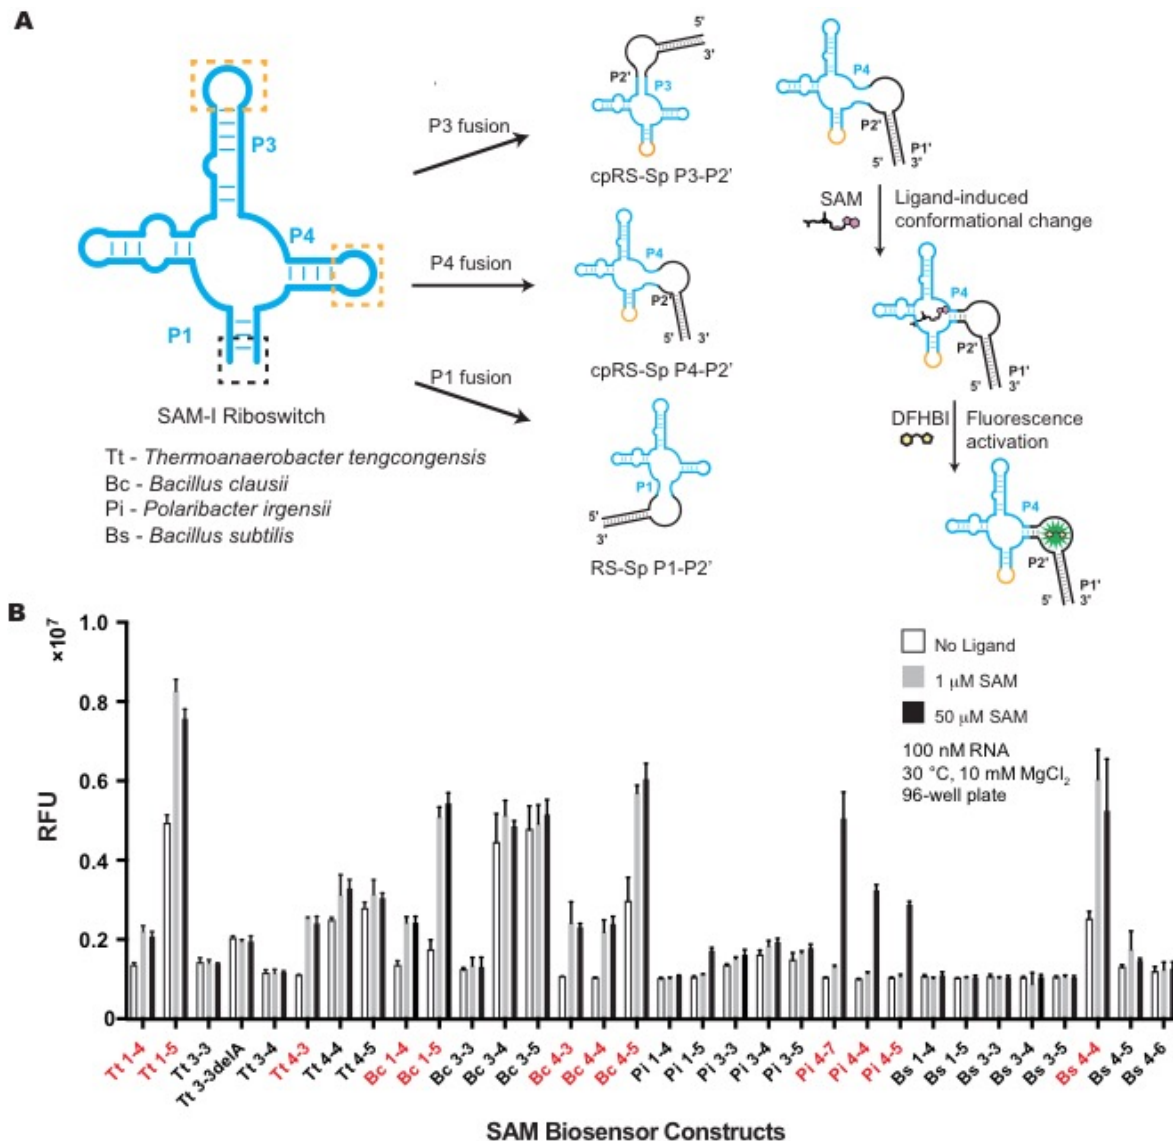 A
P3
P4
P1
SAM-I Riboswitch
Tt - Thermoanaerobacter tengcongensis
Bc - Bacillus clausii
Pi - Polaribacter irgensii
Bs - Bacillus subtilis
P3 fusion
P4 fusion
P1 fusion
5'
3'
P2'
P3
cpRS-Sp P3-P2'
P4
P2'
5' 3'
cpRS-Sp P4-P2'
P1
5'
3'
RS-Sp P1-P2'
P4
P2'
P1'
5' 3'
SAM
Ligand-induced
conformational change
P4
P2'
P1'
5' 3'
DFHBI
Fluorescence
activation
P4
P2'
P1'
5' 3'
B
×10⁷
1.0
0.8
0.6
0.4
0.2
0
RFU
No Ligand
1 µM SAM
50 µM SAM
100 nM RNA
30 °C, 10 mM MgCl₂
96-well plate
Tt 1-4
Tt 1-5
Tt 3-3
Tt 3-3delA
Tt 3-4
Tt 4-3
Tt 4-4
Tt 4-5
Bc 1-4
Bc 1-5
Bc 3-3
Bc 3-4
Bc 3-5
Bc 4-3
Bc 4-4
Bc 4-5
Pi 1-4
Pi 1-5
Pi 3-3
Pi 3-4
Pi 3-5
Pi 4-7
Pi 4-4
Pi 4-5
Bs 1-4
Bs 1-5
Bs 3-3
Bs 3-4
Bs 3-5
Bs 4-4
Bs 4-5
Bs 4-6
SAM Biosensor Constructs